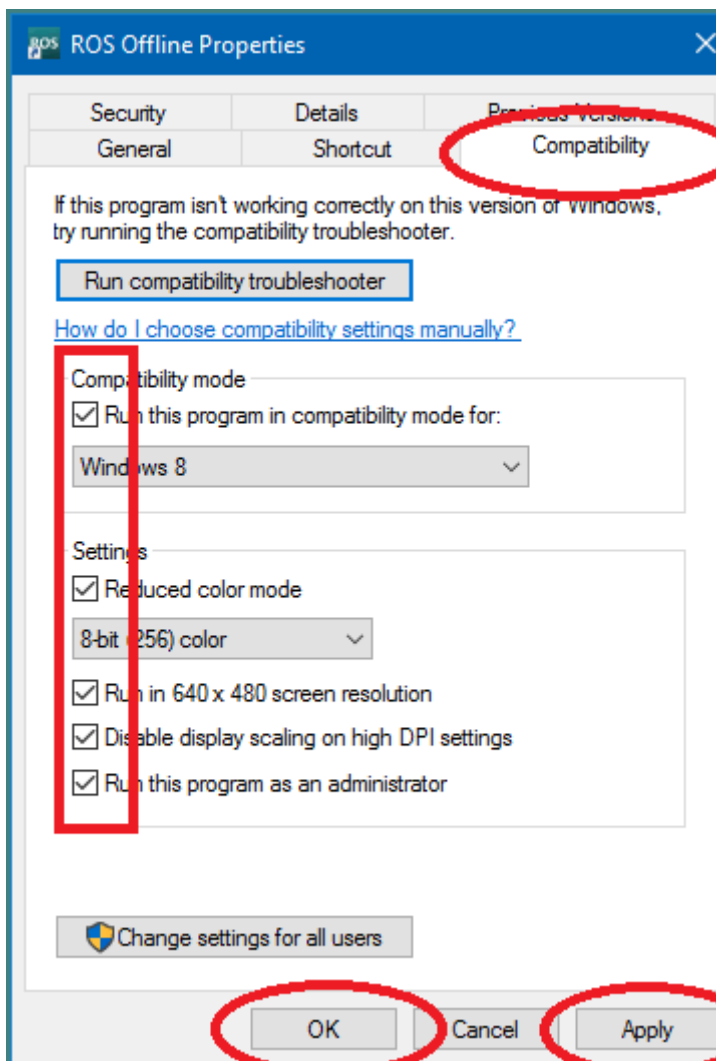 ROS ROS Offline Properties
Security Details Previous Versions
General Shortcut Compatibility
If this program isn't working correctly on this version of Windows,
try running the compatibility troubleshooter.
Run compatibility troubleshooter
How do I choose compatibility settings manually?
Compatibility mode
Run this program in compatibility mode for:
Windows 8
Settings
Reduced color mode
8-bit (256) color
Run in 640 x 480 screen resolution
Disable display scaling on high DPI settings
Run this program as an administrator
Change settings for all users
OK Cancel Apply